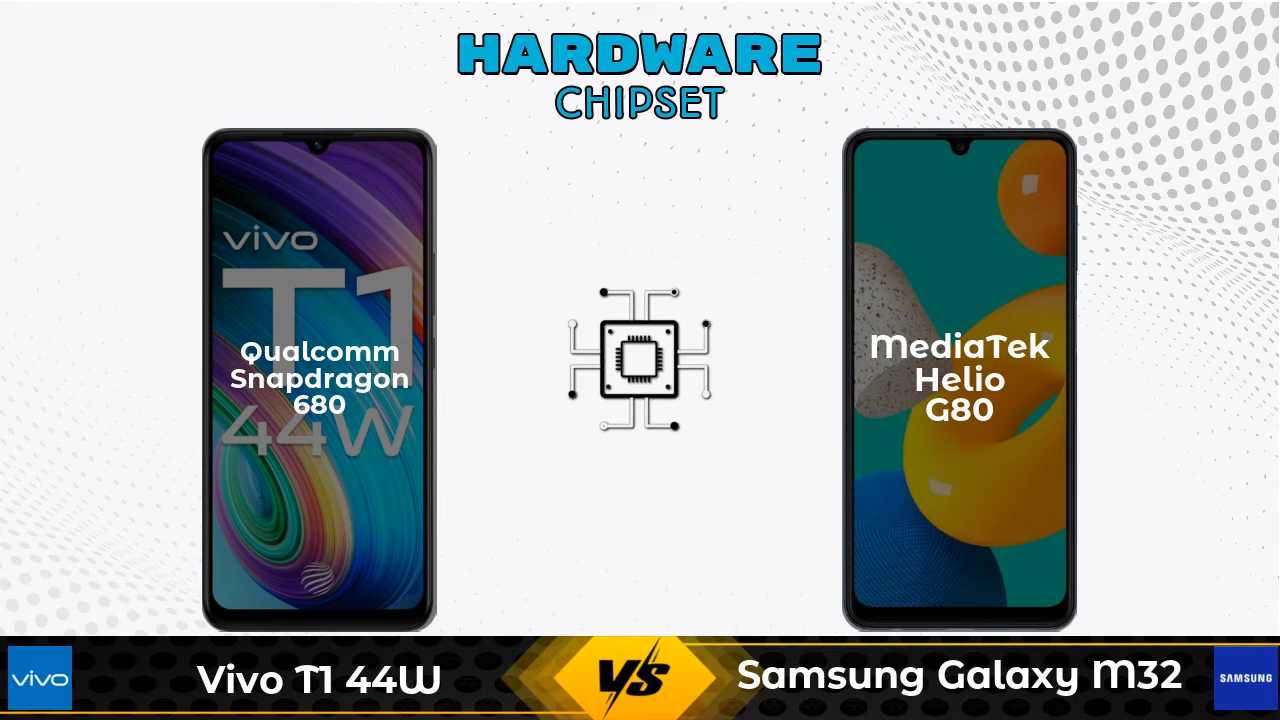 HARDWARE
CHIPSET
vivo
T1
44W
Qualcomm
Snapdragon
680
MediaTek
Helio
G80
vivo
Vivo T1 44W
VS
Samsung Galaxy M32
SAMSUNG